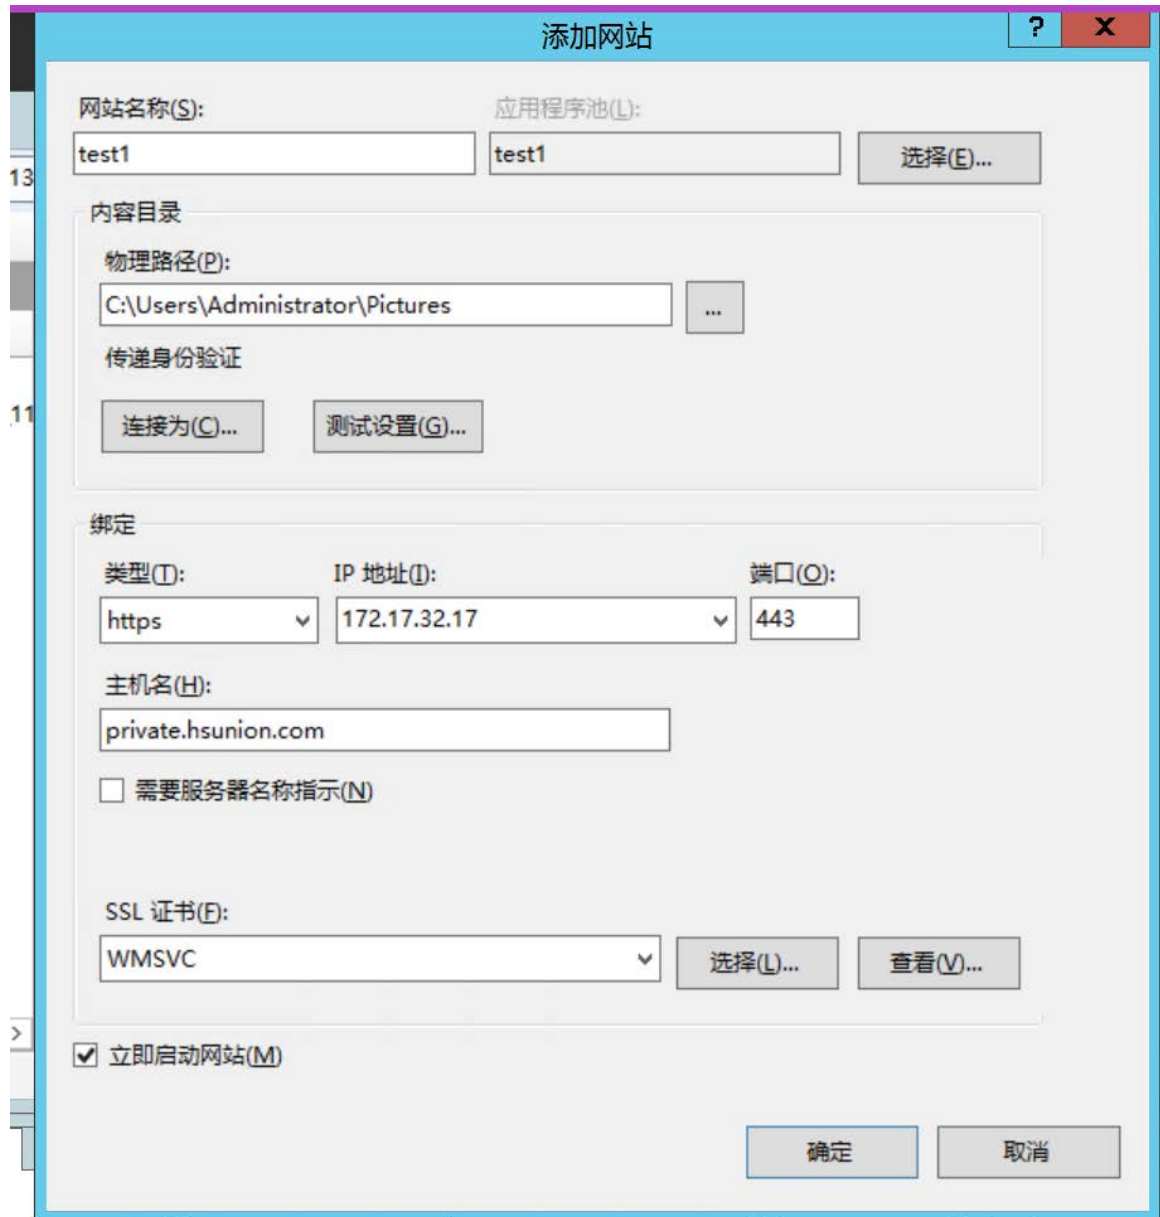 添加网站
?
X
网站名称(S):
应用程序池(L):
test1
test1
选择(E)...
13
内容目录
物理路径(P):
C:\Users\Administrator\Pictures
...
传递身份验证
11
连接为(C)...
测试设置(G)...
绑定
类型(T):
IP 地址(I):
端口(O):
https
172.17.32.17
443
主机名(H):
private.hsunion.com
需要服务器名称指示(N)
SSL 证书(F):
WMSVC
选择(L)...
查看(V)...
立即启动网站(M)
确定
取消